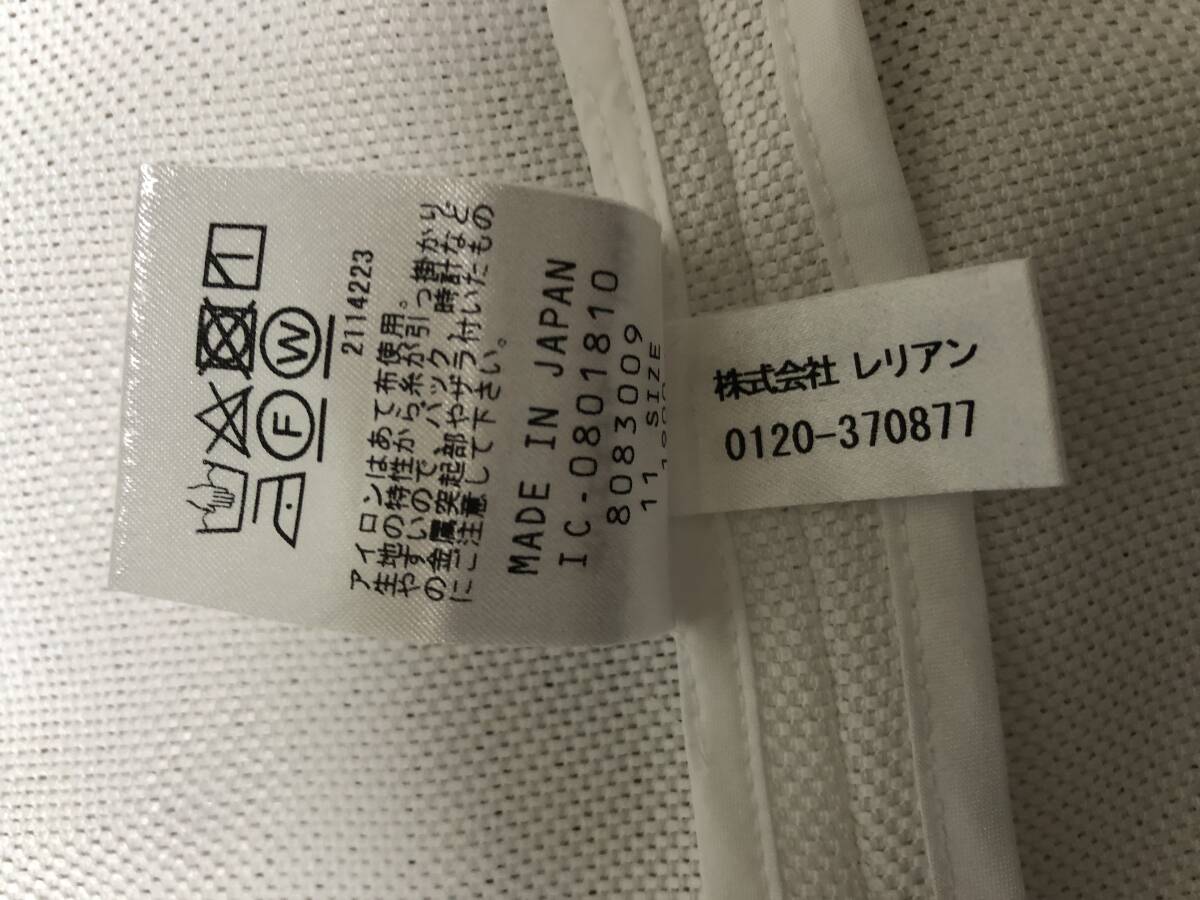 2114223
アイロンはあて布使用。
生地の特性から糸が引っ掛かり
やすいので、バック、時計など
の金属突起部やザラ付いたもの
にご注意して下さい。
MADE IN JAPAN
IC-0801810
8083009
11 SIZE
株式会社 レリアン
0120-370877
F
W